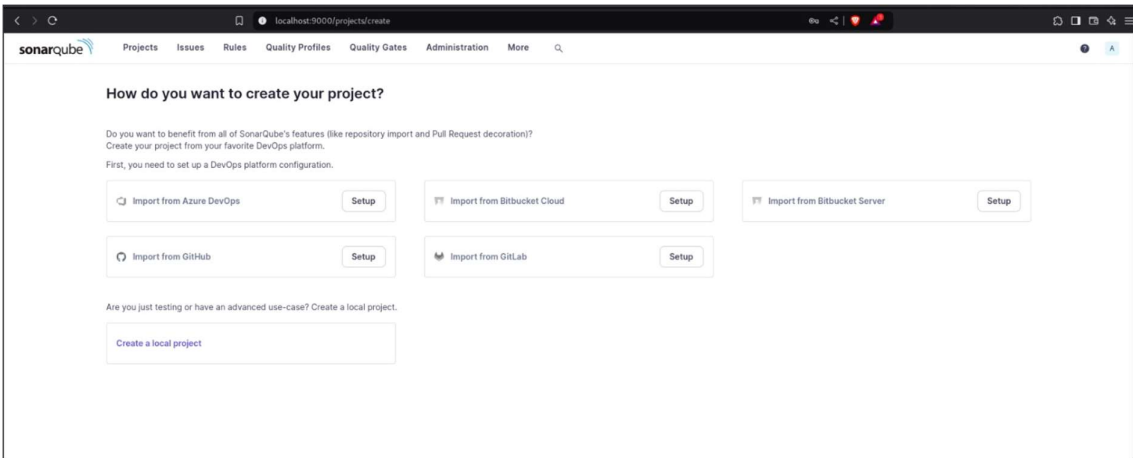 localhost:9000/projects/create
sonarqube Projects Issues Rules Quality Profiles Quality Gates Administration More A
How do you want to create your project?
Do you want to benefit from all of SonarQube's features (like repository import and Pull Request decoration)?
Create your project from your favorite DevOps platform.
First, you need to set up a DevOps platform configuration.
Import from Azure DevOps Setup Import from Bitbucket Cloud Setup Import from Bitbucket Server Setup
Import from GitHub Setup Import from GitLab Setup
Are you just testing or have an advanced use-case? Create a local project.
Create a local project